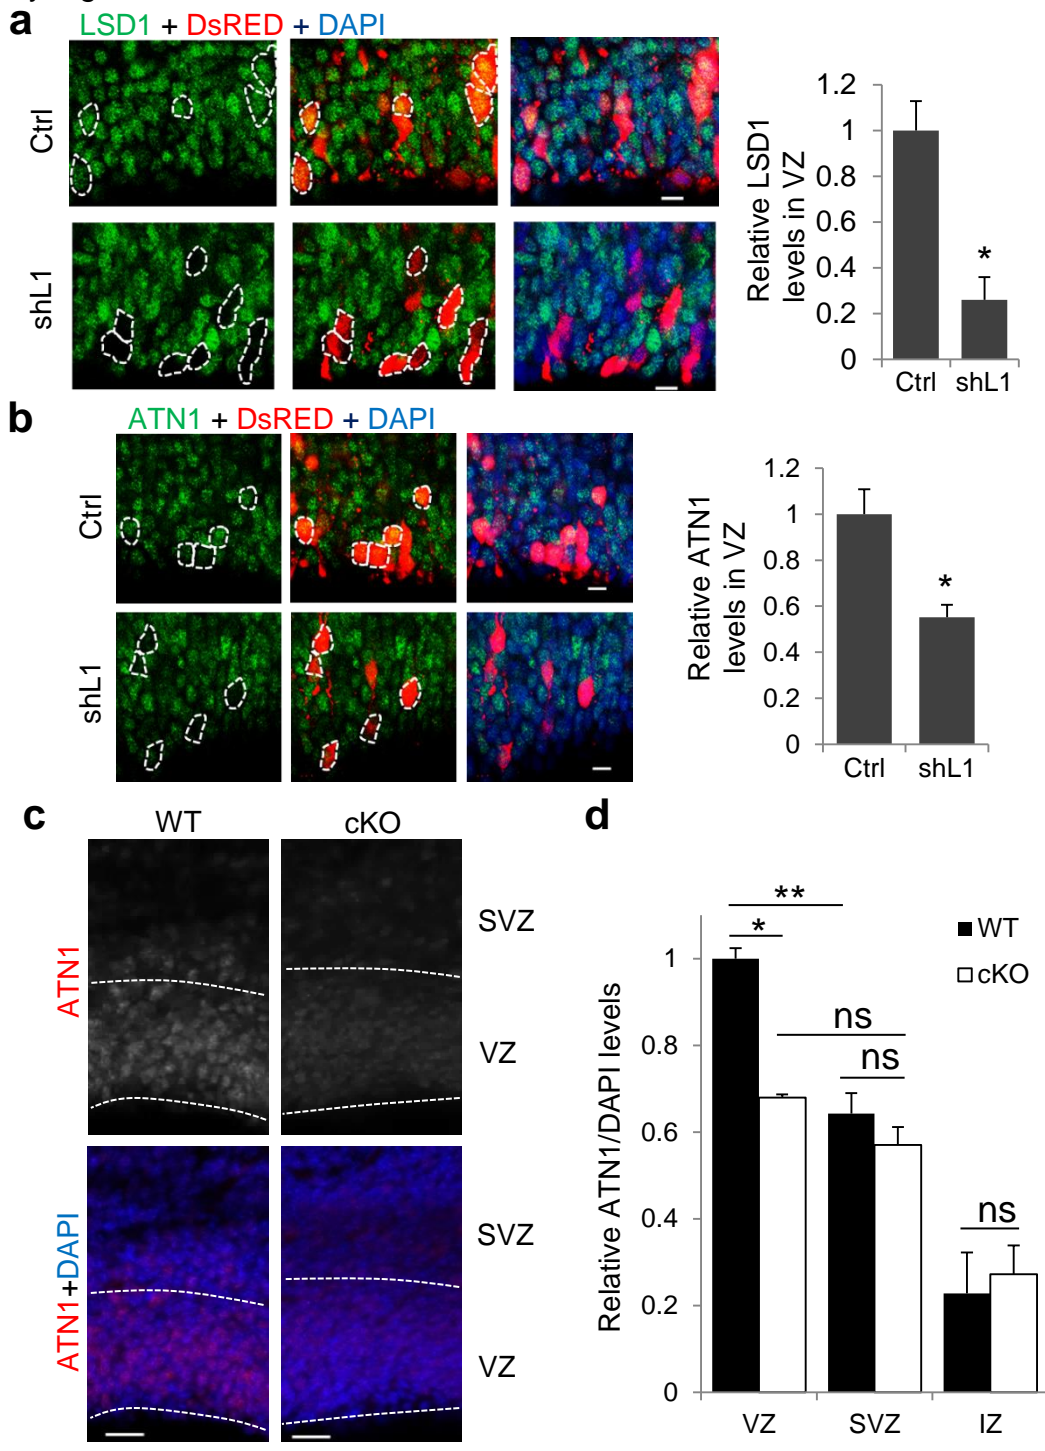 a
LSD1 + DsRED + DAPI
Ctrl
shL1
Relative LSD1
levels in VZ
1.2
1
0.8
0.6
0.4
0.2
0
*
Ctrl shL1
b
ATN1 + DsRED + DAPI
Ctrl
shL1
Relative ATN1
levels in VZ
1.2
1
0.8
0.6
0.4
0.2
0
*
Ctrl shL1
c
WT cKO
ATN1
SVZ
VZ
ATN1+DAPI
SVZ
VZ
d
Relative ATN1/DAPI levels
1
0.8
0.6
0.4
0.2
0
**
*
ns
ns
ns
WT
cKO
VZ SVZ IZ